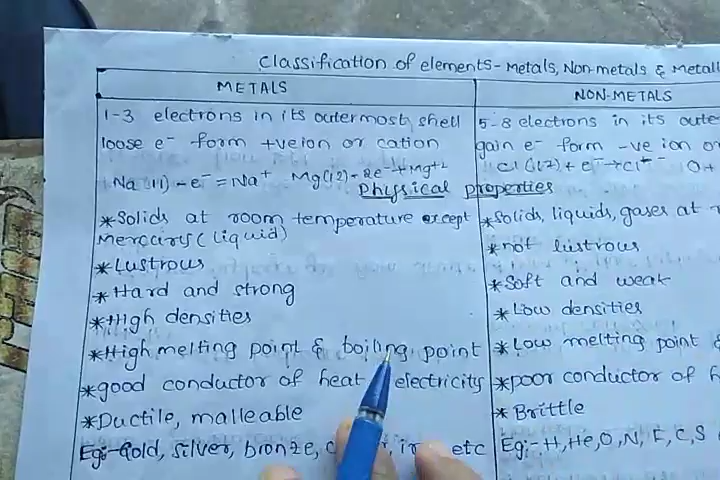 Classification of elements - Metals, Non-metals & Metall
METALS
NON-METALS
1-3 electrons in its outermost shell
loose e⁻ form +ve ion or cation
Na(11) - e⁻ = Na⁺ Mg(12) - 2e⁻ → Mg⁺²
5-8 electrons in its oute
gain e⁻ form -ve ion or
Cl(17) + e⁻ → Cl⁻ O+
Physical properties
*Solids at room temperature except
Mercury (liquid)
*Lustrous
*Hard and strong
*High densities
*High melting point & boiling point
*good conductor of heat electricity
*Ductile, malleable
Eg:- Gold, silver, bronze, etc
*Solids, liquids, gases at
*not lustrous
*Soft and weak
*Low densities
*Low melting point &
*poor conductor of h
*Brittle
Eg:- H, He, O, N, F, C, S